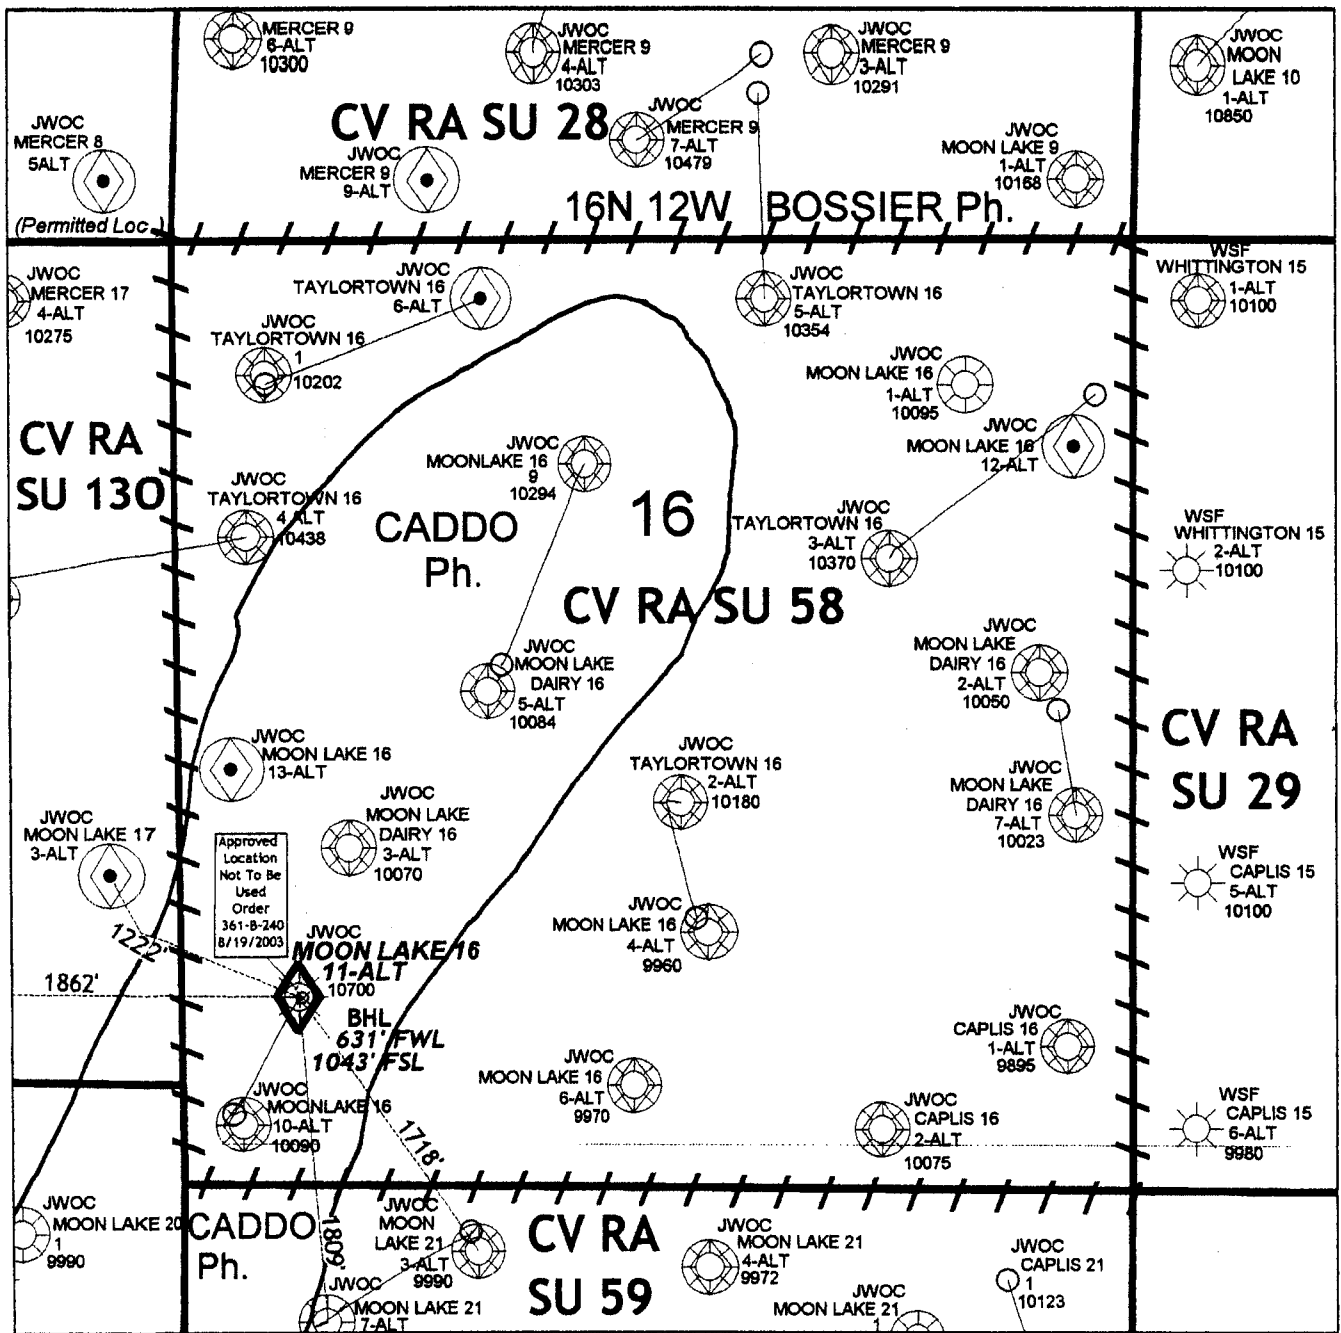 MERCER 9
6-ALT
10300
JWOC
MERCER 9
4-ALT
10303
JWOC
MERCER 9
3-ALT
10291
JWOC
MOON
LAKE 10
1-ALT
10850
CV RA SU 28
JWOC
MERCER 9
7-ALT
10479
JWOC
MERCER 8
5ALT
(Permitted Loc
JWOC
MERCER 9
9-ALT
JWOC
MOON LAKE 9
1-ALT
10168
16N 12W BOSSIER Ph.
JWOC
MERCER 17
4-ALT
10275
JWOC
TAYLORTOWN 16
6-ALT
JWOC
TAYLORTOWN 16
5-ALT
10354
WSF
WHITTINGTON 15
1-ALT
10100
JWOC
TAYLORTOWN 16
1
10202
JWOC
MOON LAKE 16
1-ALT
10095
CV RA
SU 130
JWOC
MOONLAKE 16
9
10294
JWOC
MOON LAKE 16
12-ALT
JWOC
TAYLORTOWN 16
4 ALT
10438
CADDO
Ph.
16
JWOC
TAYLORTOWN 16
3-ALT
10370
WSF
WHITTINGTON 15
2-ALT
10100
CV RA SU 58
JWOC
MOON LAKE
DAIRY 16
5-ALT
10084
JWOC
MOON LAKE
DAIRY 16
2-ALT
10050
CV RA
SU 29
JWOC
MOON LAKE 16
13-ALT
JWOC
TAYLORTOWN 16
2-ALT
10180
JWOC
MOON LAKE
DAIRY 16
7-ALT
10023
JWOC
MOON LAKE 17
3-ALT
JWOC
MOON LAKE
DAIRY 16
3-ALT
10070
Approved
Location
Not To Be
Used
Order
361-B-240
8/19/2003
WSF
CAPLIS 15
5-ALT
10100
JWOC
MOON LAKE 16
4-ALT
9960
1222'
1862'
JWOC
MOON LAKE 16
11-ALT
10700
BHL
631' FWL
1043' FSL
JWOC
CAPLIS 16
1-ALT
9895
JWOC
MOON LAKE 16
6-ALT
9970
JWOC
MOONLAKE 16
10-ALT
10090
1718'
JWOC
CAPLIS 16
2-ALT
10075
WSF
CAPLIS 15
6-ALT
9980
JWOC
MOON LAKE 20
1
9990
CADDO
Ph.
1809'
JWOC
MOON
LAKE 21
3-ALT
9990
CV RA
SU 59
JWOC
MOON LAKE 21
4-ALT
9972
JWOC
CAPLIS 21
1
10123
JWOC
MOON LAKE 21
7-ALT
JWOC
MOON LAKE 21
1